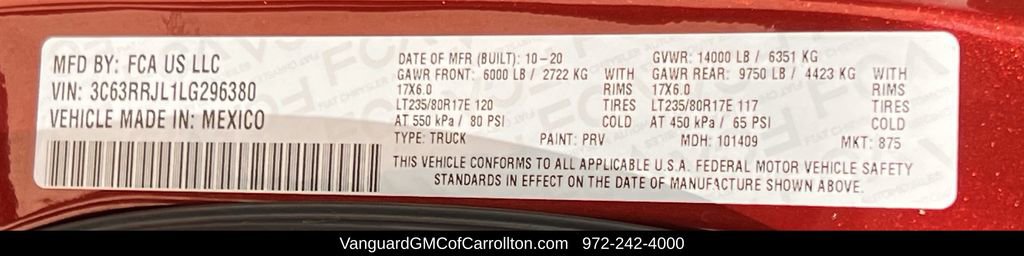 MFD BY: FCA US LLC
VIN: 3C63RRJL1LG296380
VEHICLE MADE IN: MEXICO
DATE OF MFR (BUILT): 10-20 GVWR: 14000 LB / 6351 KG
GAWR FRONT: 6000 LB / 2722 KG WITH GAWR REAR: 9750 LB / 4423 KG WITH
17X6.0 RIMS 17X6.0 RIMS
LT235/80R17E 120 TIRES LT235/80R17E 117 TIRES
AT 550 kPa / 80 PSI COLD AT 450 kPa / 65 PSI COLD
TYPE: TRUCK PAINT: PRV MDH: 101409 MKT: 875
THIS VEHICLE CONFORMS TO ALL APPLICABLE U.S.A. FEDERAL MOTOR VEHICLE SAFETY
STANDARDS IN EFFECT ON THE DATE OF MANUFACTURE SHOWN ABOVE.
VanguardGMCofCarrollton.com 972-242-4000